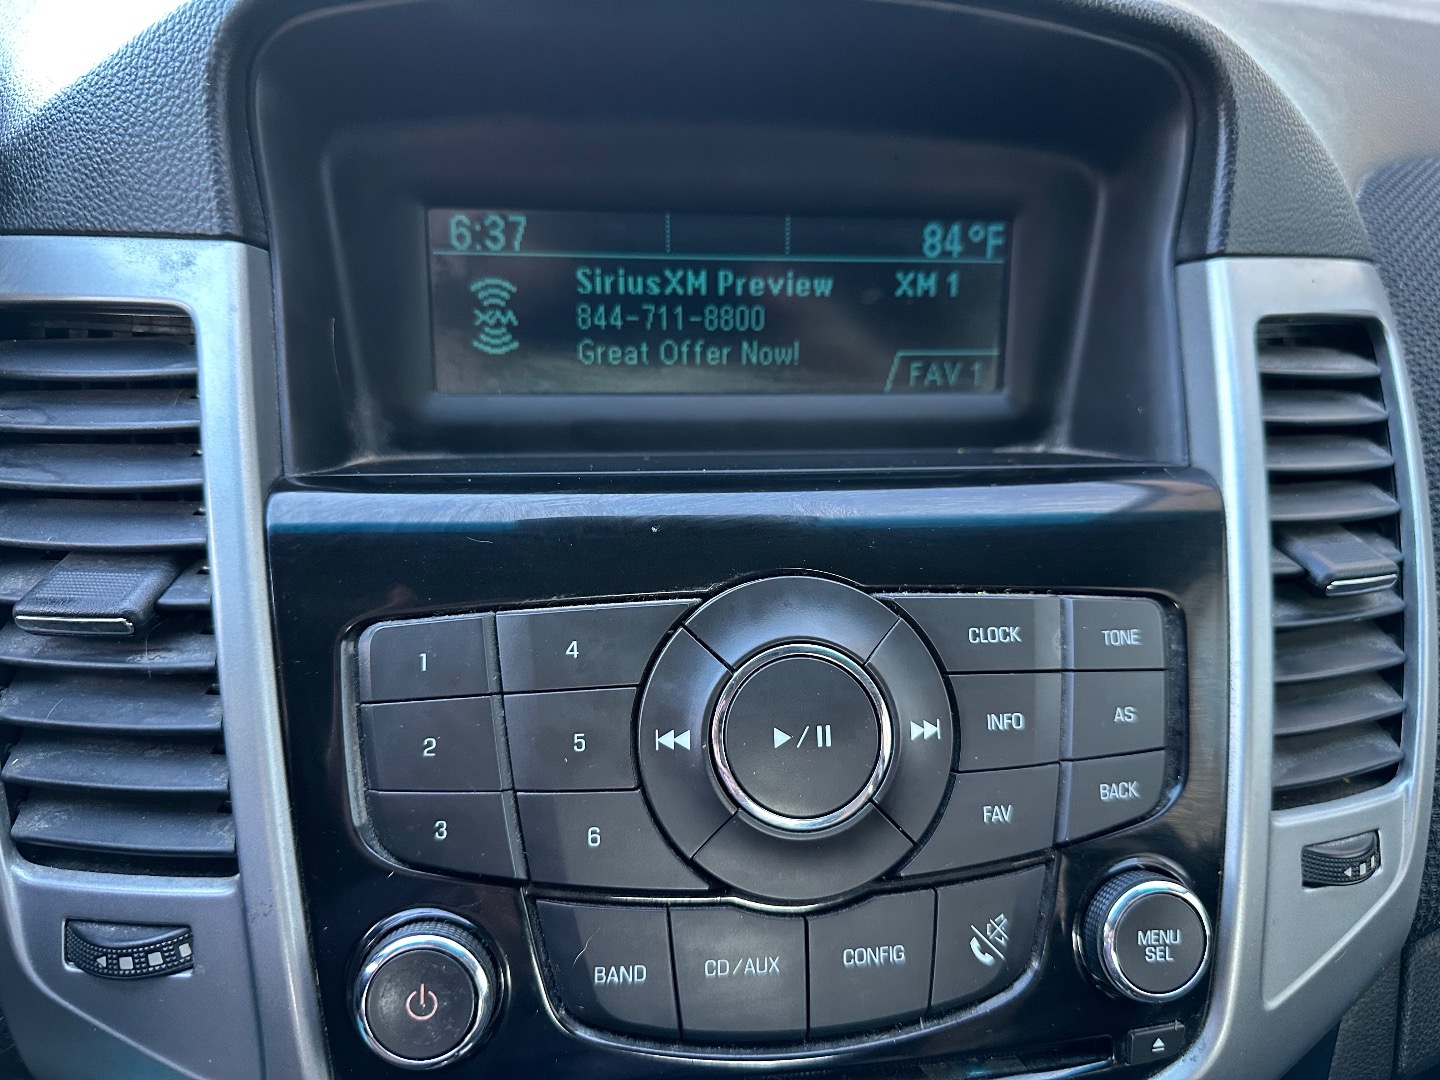 6:37 84°F
SiriusXM Preview XM 1
XM
844-711-8800
Great Offer Now!
FAV 1
1 4
2 5
3 6
CLOCK TONE
INFO AS
FAV BACK
BAND CD/AUX CONFIG
MENU
SEL